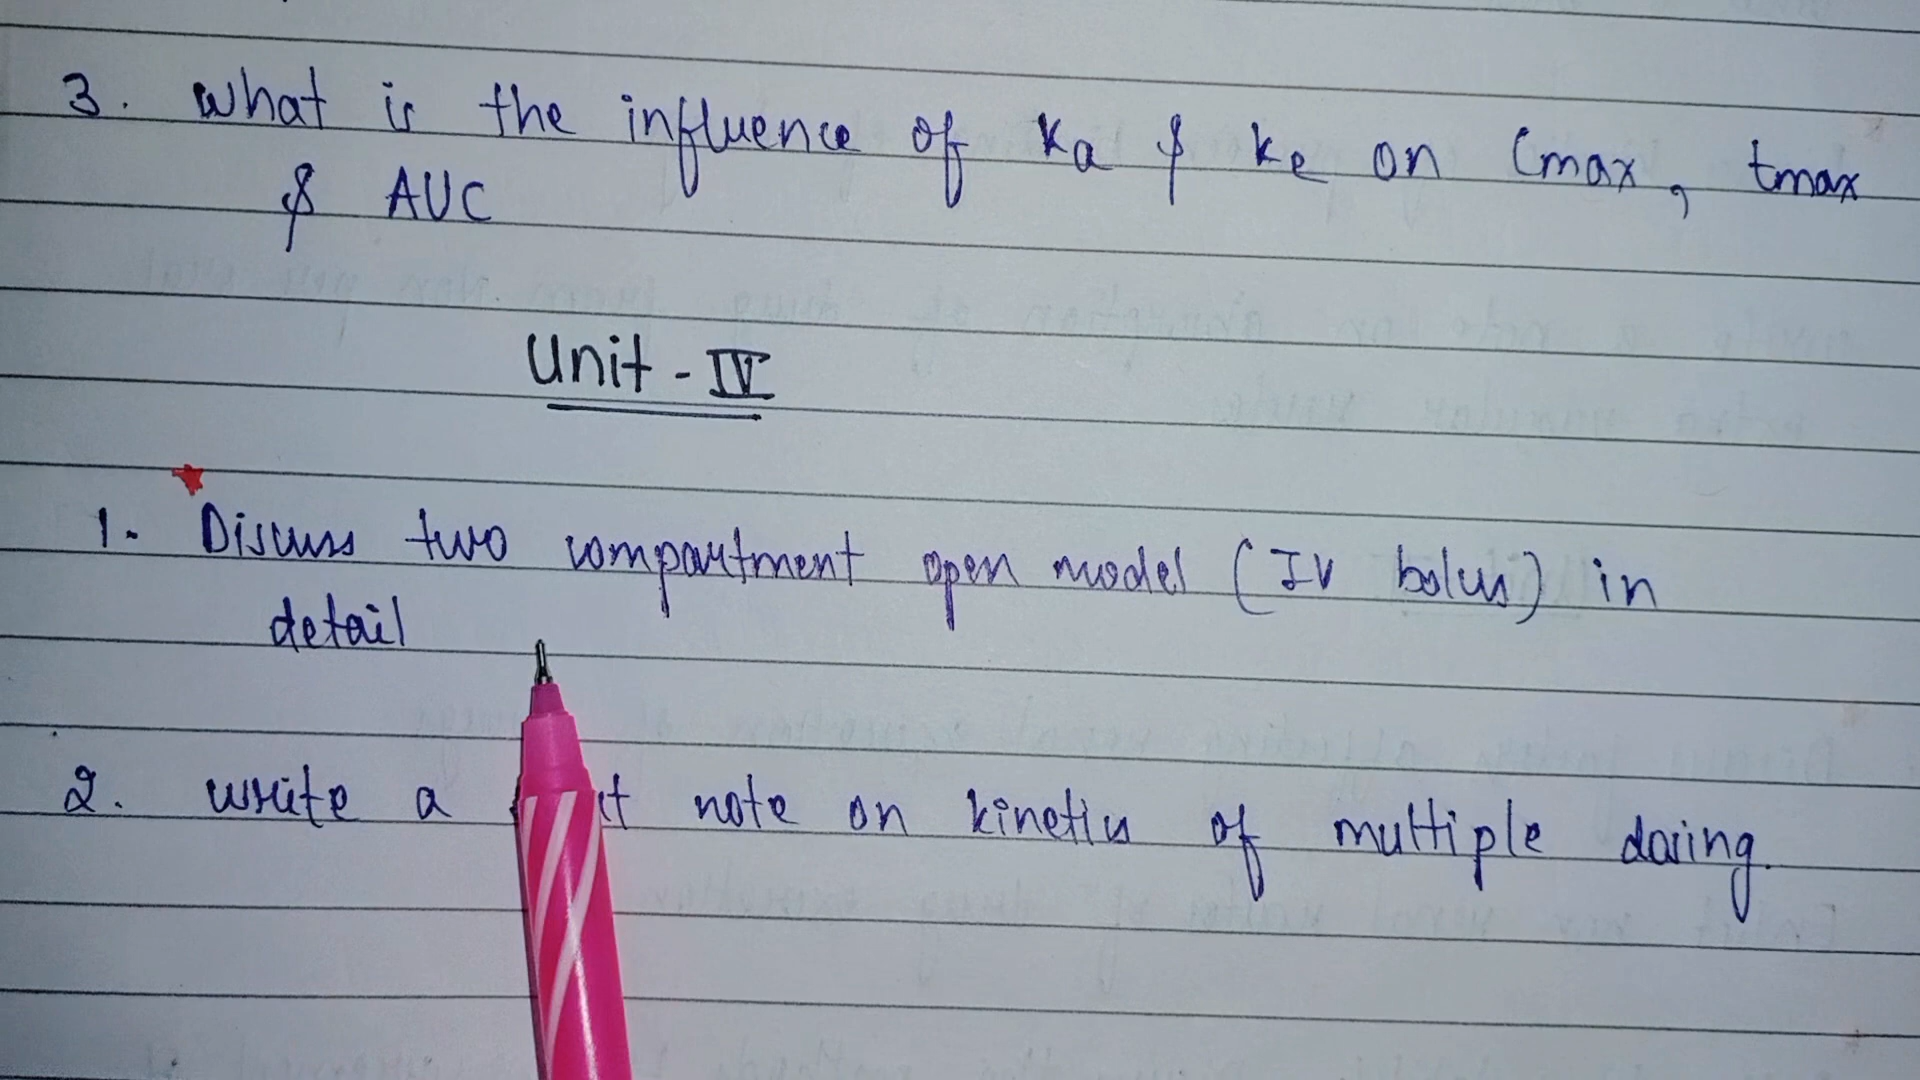 3. What is the influence of Ka & Ke on Cmax, tmax
& AUC
Unit - IV
1. Discuss two compartment open model (IV bolus) in
detail
2. write a note on kinetics of multiple dosing.